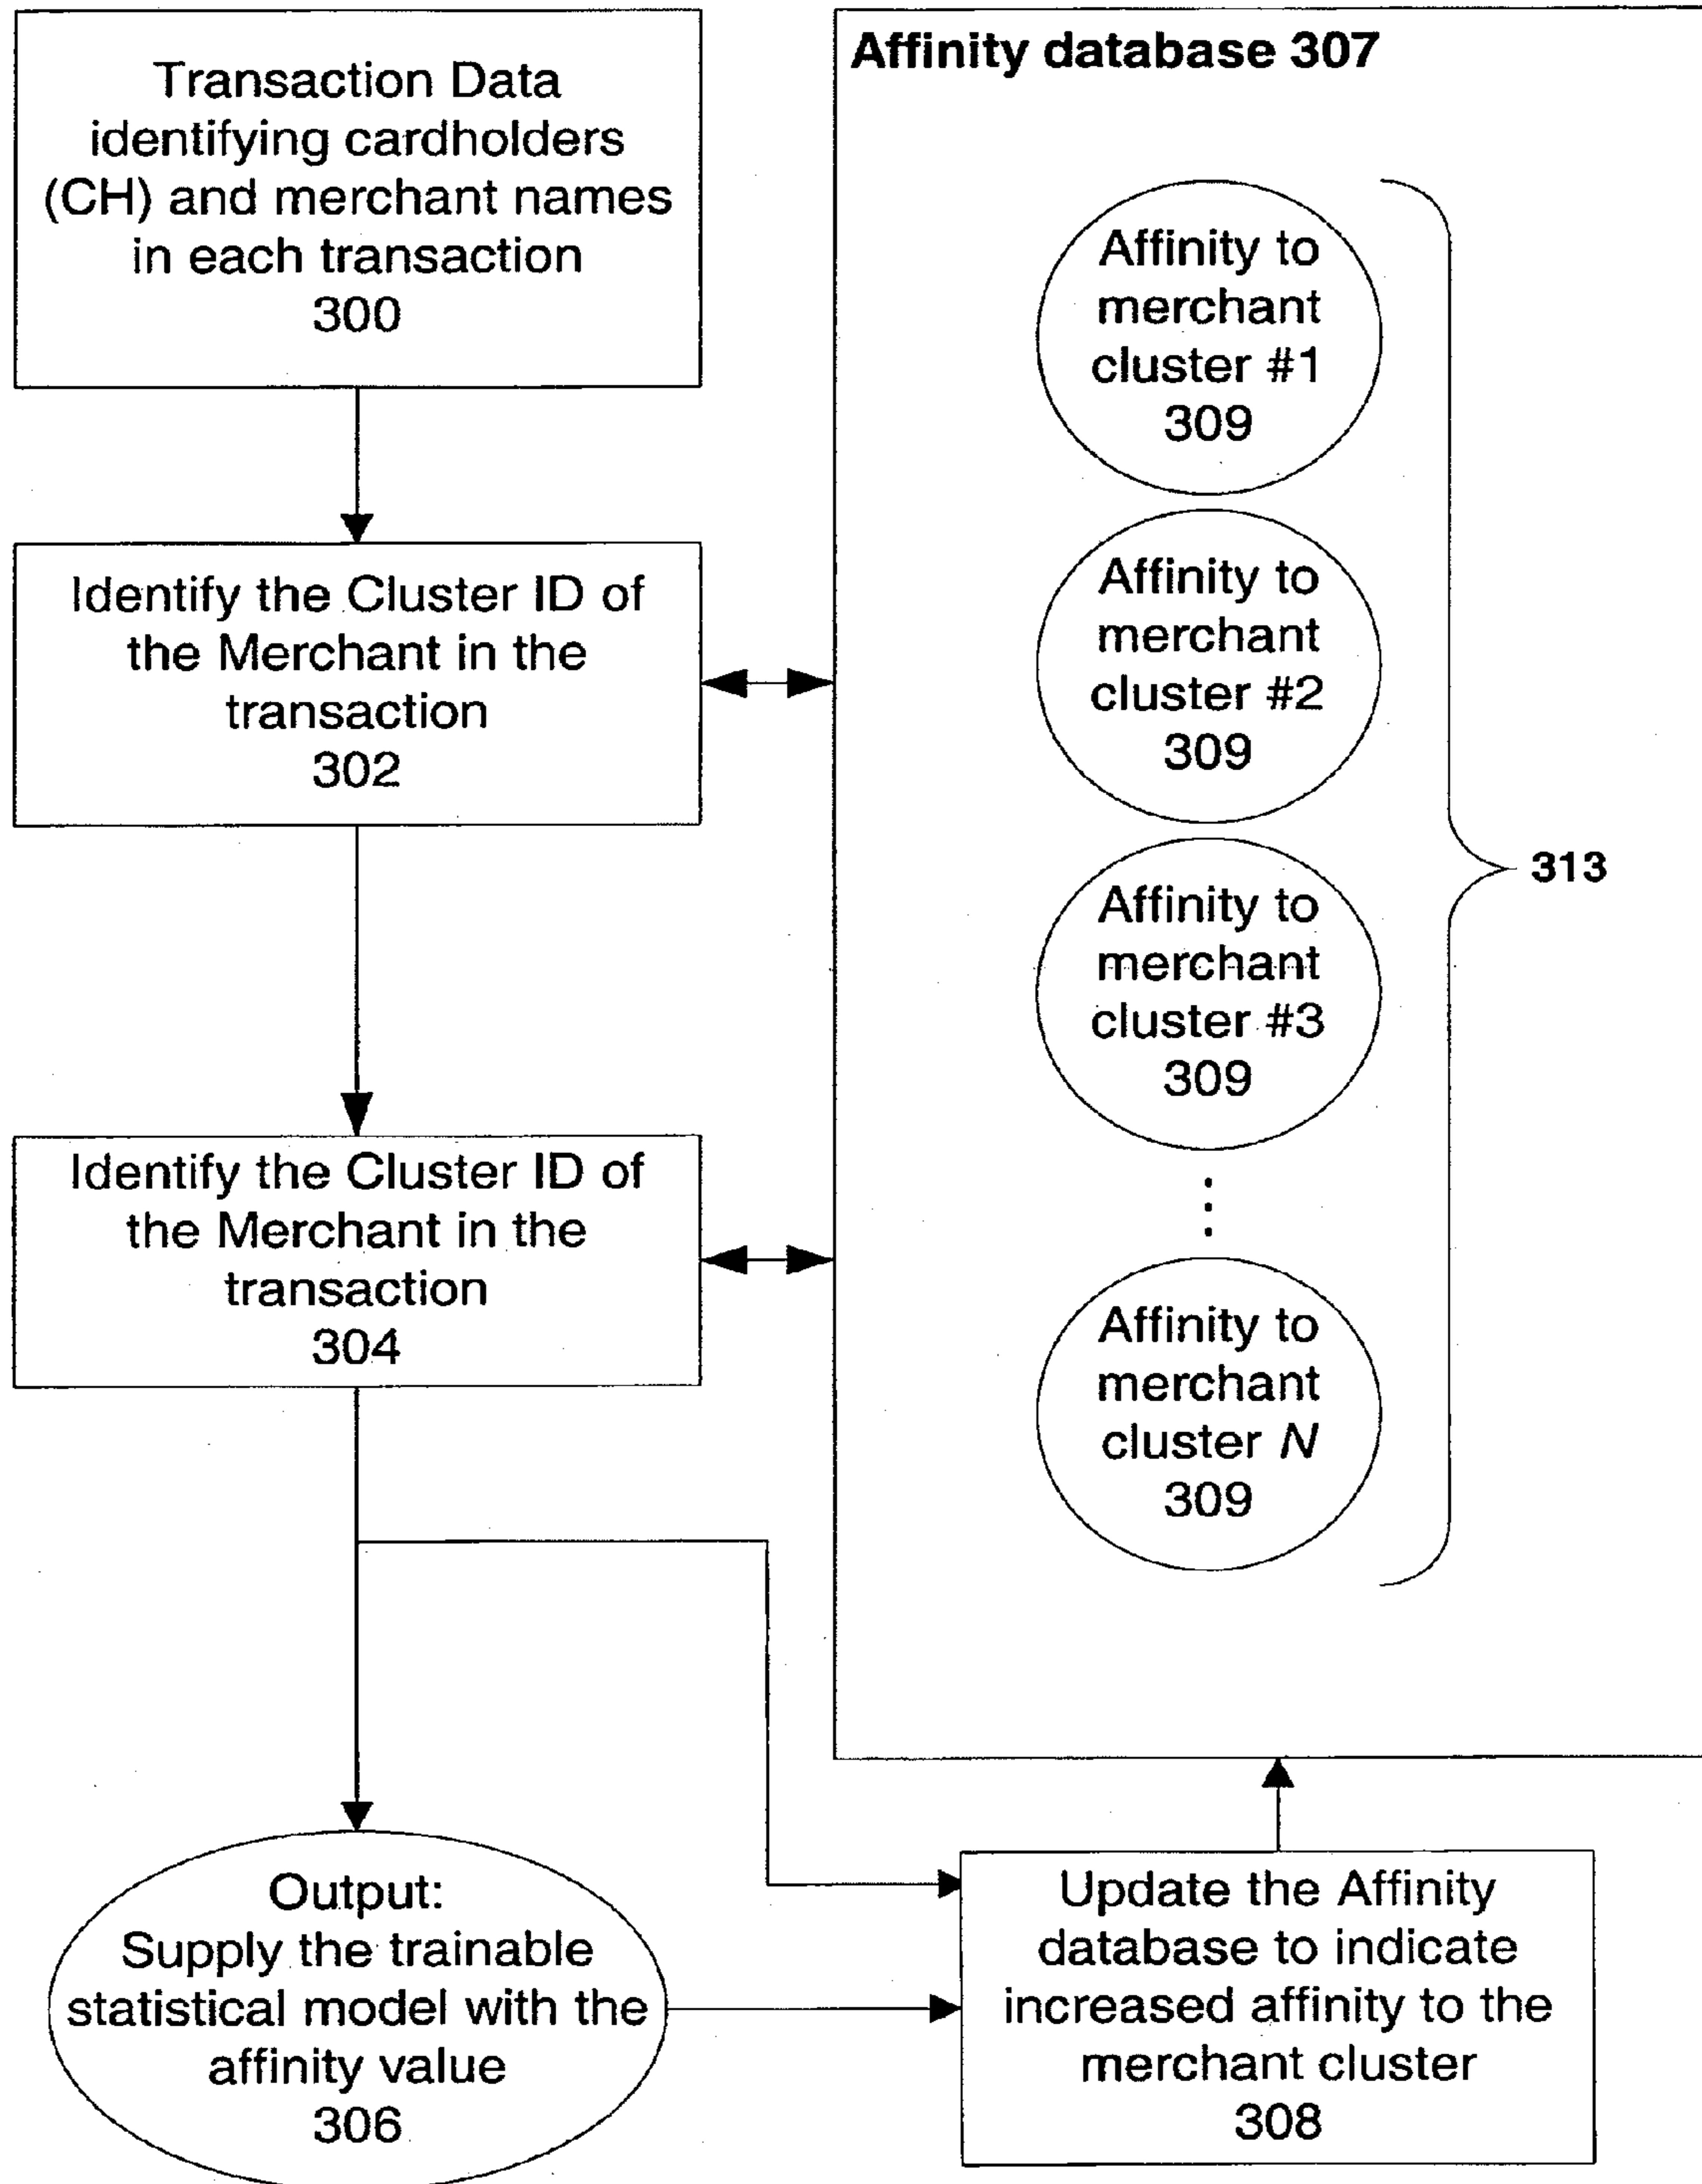 Transaction Data
identifying cardholders
(CH) and merchant names
in each transaction
300
Identify the Cluster ID of
the Merchant in the
transaction
302
Identify the Cluster ID of
the Merchant in the
transaction
304
Output:
Supply the trainable
statistical model with the
affinity value
306
Affinity database 307
Affinity to
merchant
cluster #1
309
Affinity to
merchant
cluster #2
309
Affinity to
merchant
cluster #3
309
Affinity to
merchant
cluster N
309
313
Update the Affinity
database to indicate
increased affinity to the
merchant cluster
308